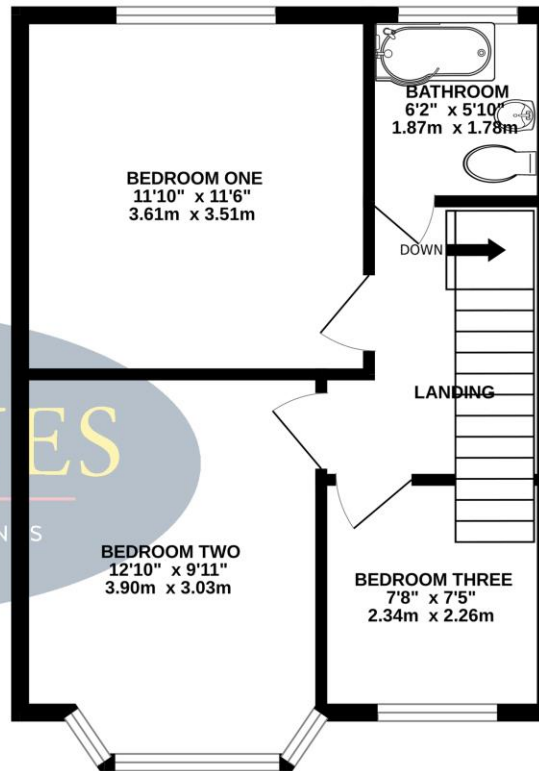 BATHROOM
6'2" x 5'10"
1.87m x 1.78m
BEDROOM ONE
11'10" x 11'6"
3.61m x 3.51m
DOWN
LANDING
BEDROOM TWO
12'10" x 9'11"
3.90m x 3.03m
BEDROOM THREE
7'8" x 7'5"
2.34m x 2.26m